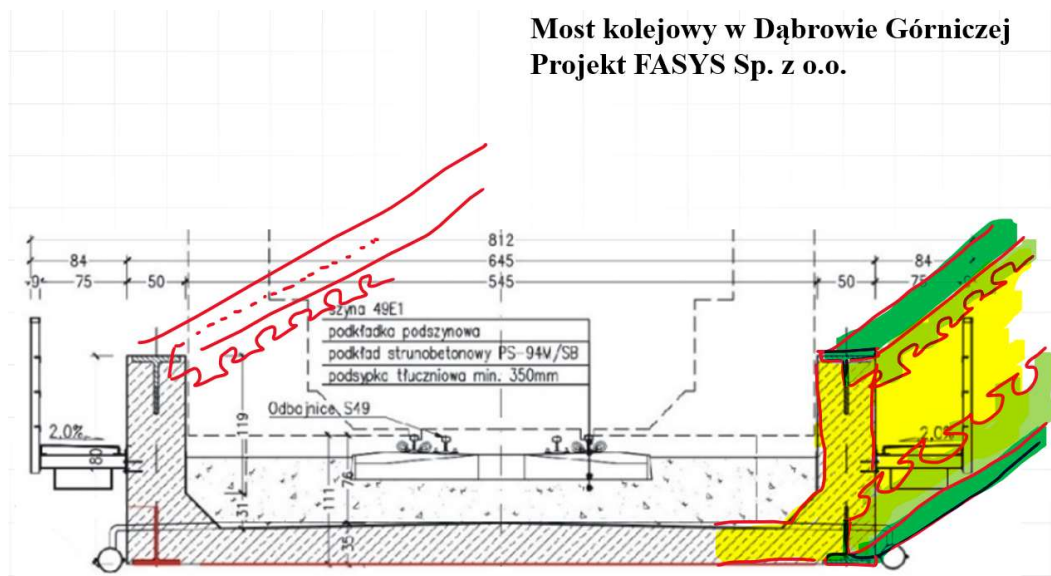 Most kolejowy w Dąbrowie Górniczej
Projekt FASYS Sp. z o.o.
812
84
645
84
9
75
50
545
50
szyna 49E1
podkładka podszynowa
podkład strunobetonowy PS-94W/SB
podsypka tłuczniowa min. 350mm
Odbojnice S49
2.0%
180
119
31
111
76
35
2.0%